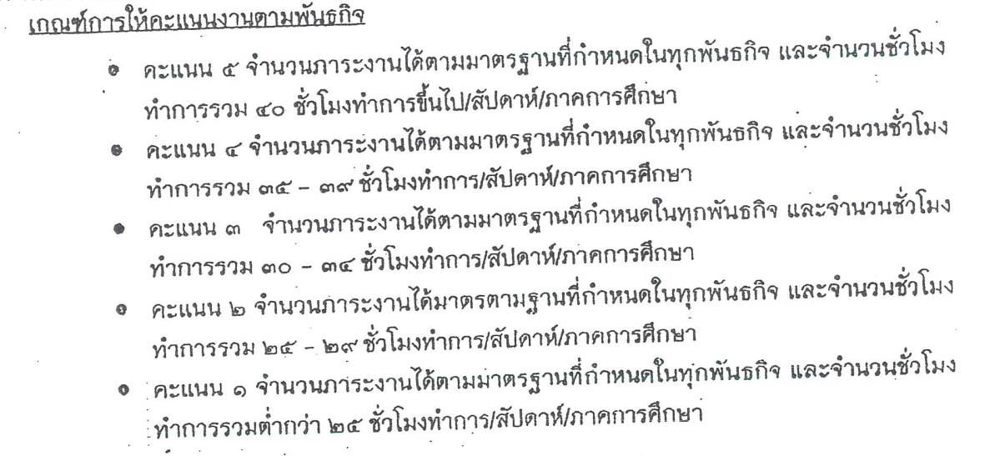 เกณฑ์การให้คะแนนงานตามพันธกิจ
• คะแนน ๕ จำนวนภาระงานได้ตามมาตรฐานที่กำหนดในทุกพันธกิจ และจำนวนชั่วโมง
ทำการรวม ๔๐ ชั่วโมงทำการขึ้นไป/สัปดาห์/ภาคการศึกษา
• คะแนน ๔ จำนวนภาระงานได้ตามมาตรฐานที่กำหนดในทุกพันธกิจ และจำนวนชั่วโมง
ทำการรวม ๓๕ - ๓๙ ชั่วโมงทำการ/สัปดาห์/ภาคการศึกษา
• คะแนน ๓ จำนวนภาระงานได้ตามมาตรฐานที่กำหนดในทุกพันธกิจ และจำนวนชั่วโมง
ทำการรวม ๓๐ - ๓๔ ชั่วโมงทำการ/สัปดาห์/ภาคการศึกษา
• คะแนน ๒ จำนวนภาระงานได้มาตรตามฐานที่กำหนดในทุกพันธกิจ และจำนวนชั่วโมง
ทำการรวม ๒๕ - ๒๙ ชั่วโมงทำการ/สัปดาห์/ภาคการศึกษา
• คะแนน ๑ จำนวนภาระงานได้ตามมาตรฐานที่กำหนดในทุกพันธกิจ และจำนวนชั่วโมง
ทำการรวมต่ำกว่า ๒๕ ชั่วโมงทำการ/สัปดาห์/ภาคการศึกษา